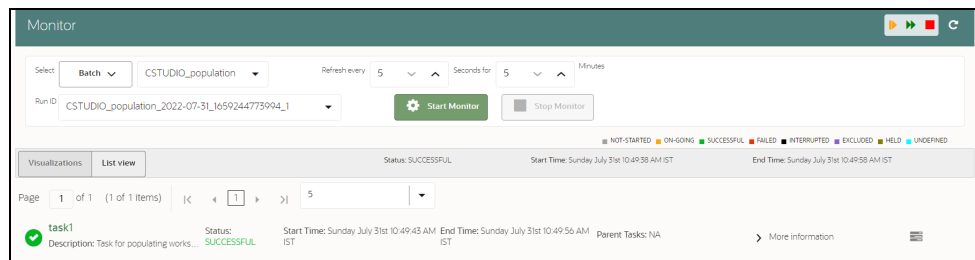 Monitor
Select Batch CSTUDIO_population Refresh every 5 Seconds for 5 Minutes
Run ID CSTUDIO_population_2022-07-31_1659244773994_1 Start Monitor Stop Monitor
NOT-STARTED ON-GOING SUCCESSFUL FAILED INTERRUPTED EXCLUDED HELD UNDEFINED
Visualizations List view Status: SUCCESSFUL Start Time: Sunday July 31st 10:49:38 AM IST End Time: Sunday July 31st 10:49:58 AM IST
Page 1 of 1 (1 of 1 items) 1 5
task1 Status: Start Time: Sunday July 31st 10:49:43 AM End Time: Sunday July 31st 10:49:56 AM Parent Tasks: NA More information
Description: Task for populating works... SUCCESSFUL IST IST